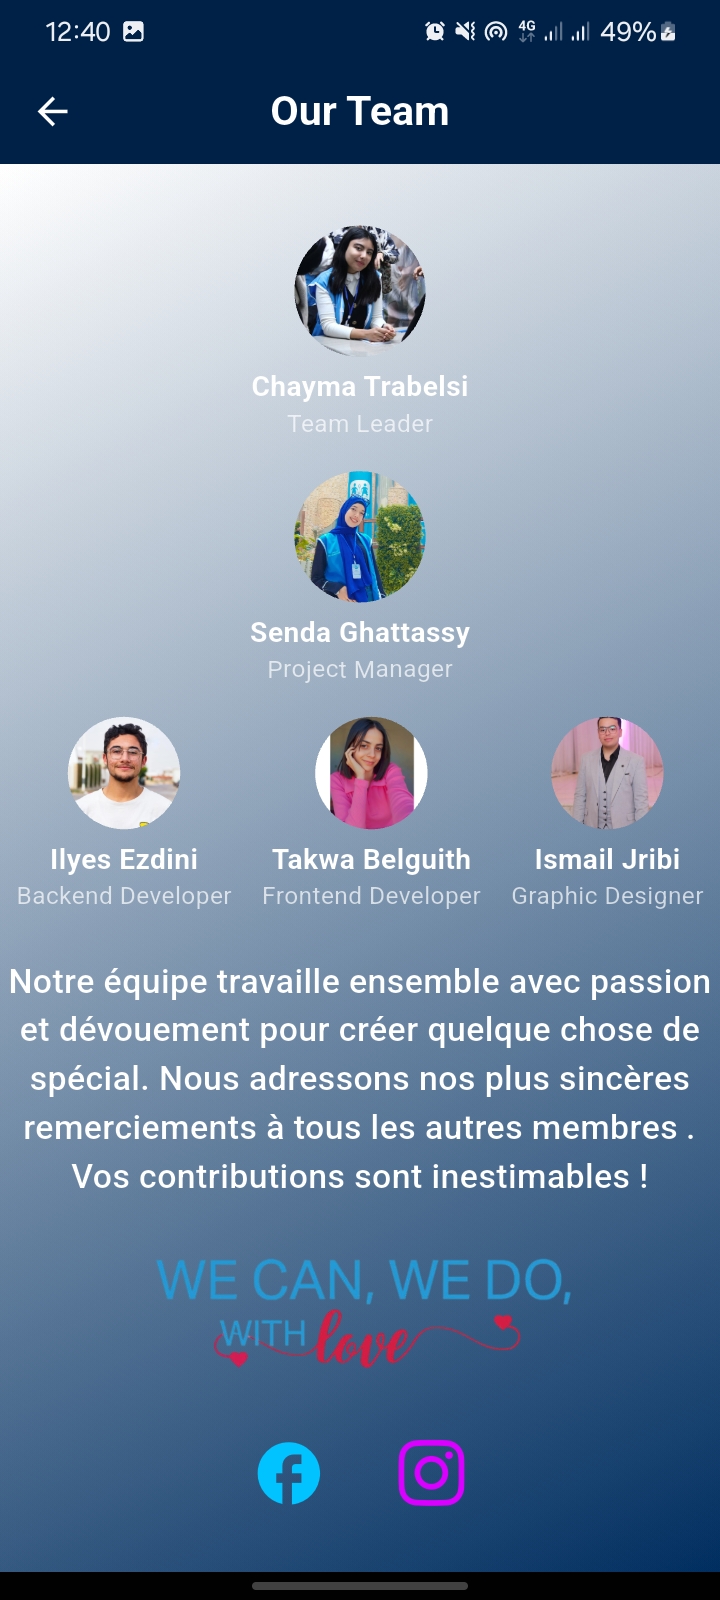 12:40 4G 49%
Our Team
Chayma Trabelsi
Team Leader
Senda Ghattassy
Project Manager
Ilyes Ezdini Takwa Belguith Ismail Jribi
Backend Developer Frontend Developer Graphic Designer
Notre équipe travaille ensemble avec passion
et dévouement pour créer quelque chose de
spécial. Nous adressons nos plus sincères
remerciements à tous les autres membres .
Vos contributions sont inestimables !
WE CAN, WE DO,
WITH love